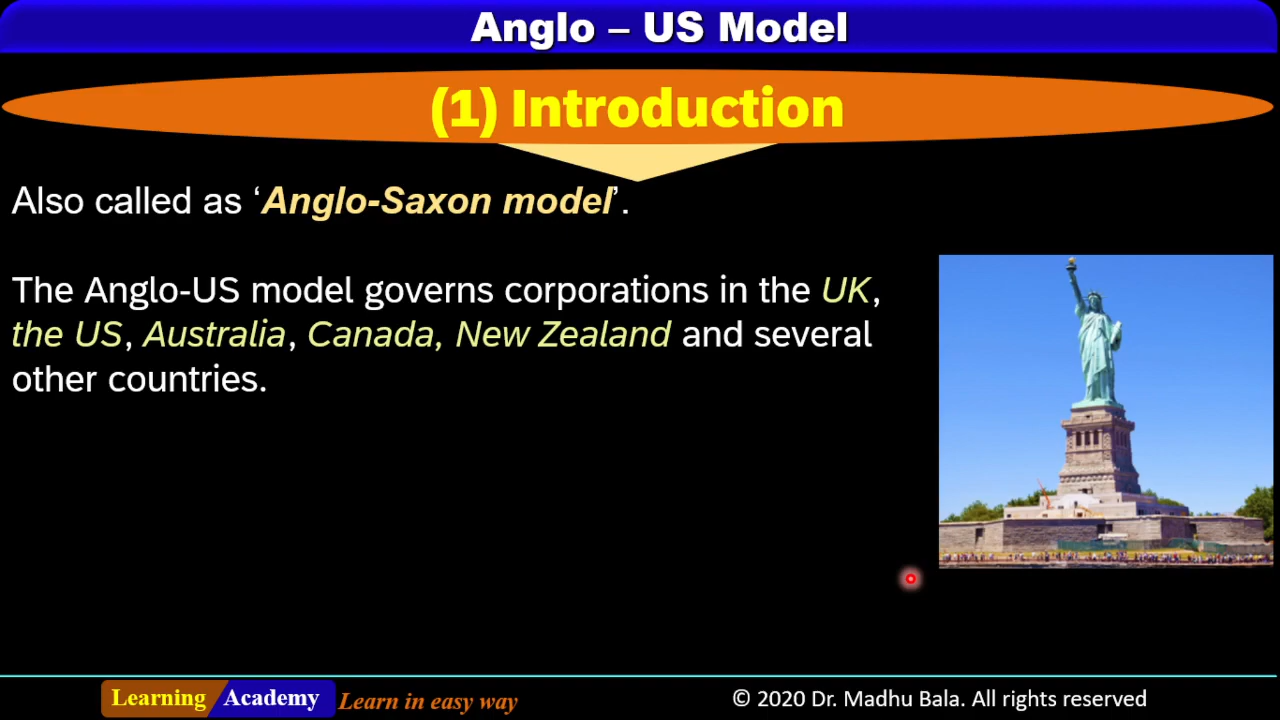 Anglo – US Model
(1) Introduction
Also called as ‘Anglo-Saxon model’.
The Anglo-US model governs corporations in the UK,
the US, Australia, Canada, New Zealand and several
other countries.
Learning Academy Learn in easy way
© 2020 Dr. Madhu Bala. All rights reserved